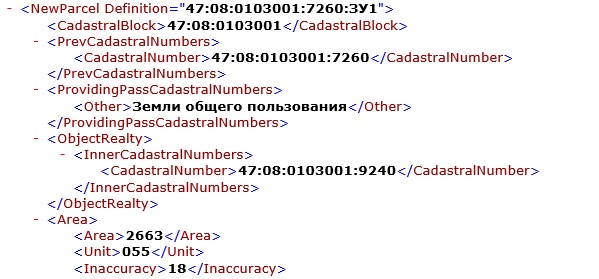 - <NewParcel Definition="47:08:0103001:7260:ЗУ1">
<CadastralBlock>47:08:0103001</CadastralBlock>
- <PrevCadastralNumbers>
<CadastralNumber>47:08:0103001:7260</CadastralNumber>
</PrevCadastralNumbers>
- <ProvidingPassCadastralNumbers>
<Other>Земли общего пользования</Other>
</ProvidingPassCadastralNumbers>
- <ObjectRealty>
- <InnerCadastralNumbers>
<CadastralNumber>47:08:0103001:9240</CadastralNumber>
</InnerCadastralNumbers>
</ObjectRealty>
- <Area>
<Area>2663</Area>
<Unit>055</Unit>
<Inaccuracy>18</Inaccuracy>